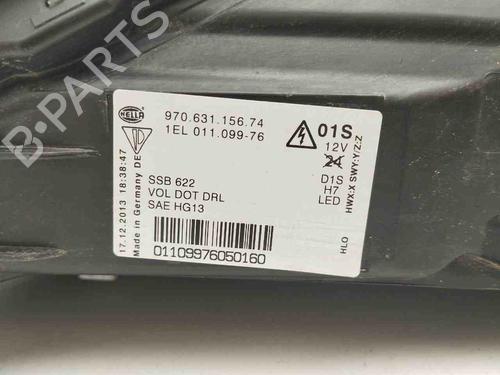 B-PARTS
HELLA
970.631.156.74
1EL 011.099-76
01S
12V
24
D1S
H7
LED
HWX:X SWY:Y/Z:Z
HLO
17.12.2013 18:38:47
Made in Germany DE
SSB 622
VOL DOT DRL
SAE HG13
01109976050160